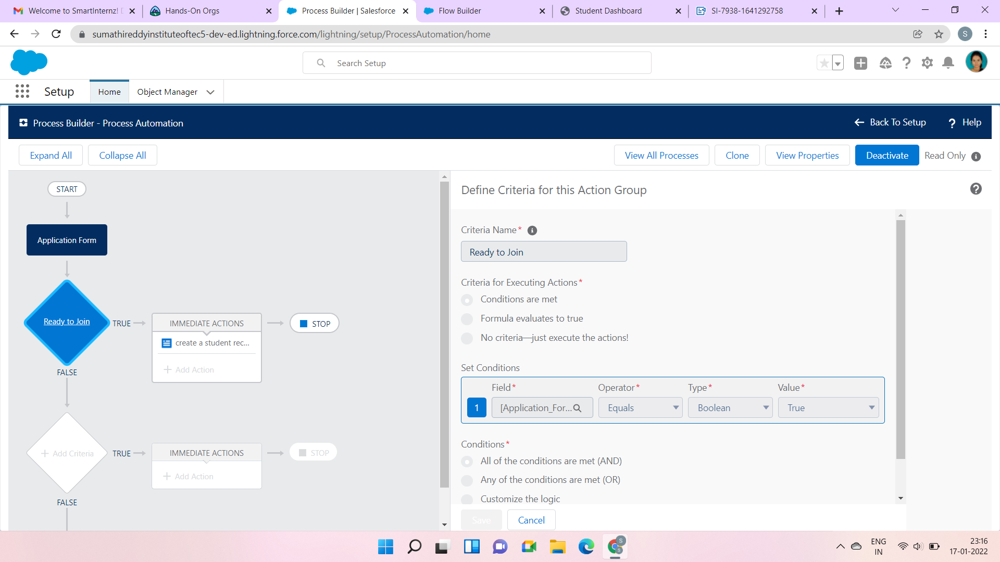 Welcome to SmartInternz!
Hands-On Orgs
Process Builder | Salesforce
Flow Builder
Student Dashboard
SI-7938-1641292758
sumathireddyinstituteoftec5-dev-ed.lightning.force.com/lightning/setup/ProcessAutomation/home
S
Search Setup
Setup
Home
Object Manager
Process Builder - Process Automation
Back To Setup
? Help
Expand All
Collapse All
View All Processes
Clone
View Properties
Deactivate
Read Only
START
Application Form
Ready to Join
TRUE
IMMEDIATE ACTIONS
STOP
create a student rec...
+ Add Action
FALSE
+ Add Criteria
TRUE
IMMEDIATE ACTIONS
STOP
+ Add Action
FALSE
Define Criteria for this Action Group
Criteria Name*
Ready to Join
Criteria for Executing Actions*
Conditions are met
Formula evaluates to true
No criteria—just execute the actions!
Set Conditions
Field* Operator* Type* Value*
1 [Application_For... Equals Boolean True
Conditions*
All of the conditions are met (AND)
Any of the conditions are met (OR)
Customize the logic
Save
Cancel
ENG
IN
23:16
17-01-2022